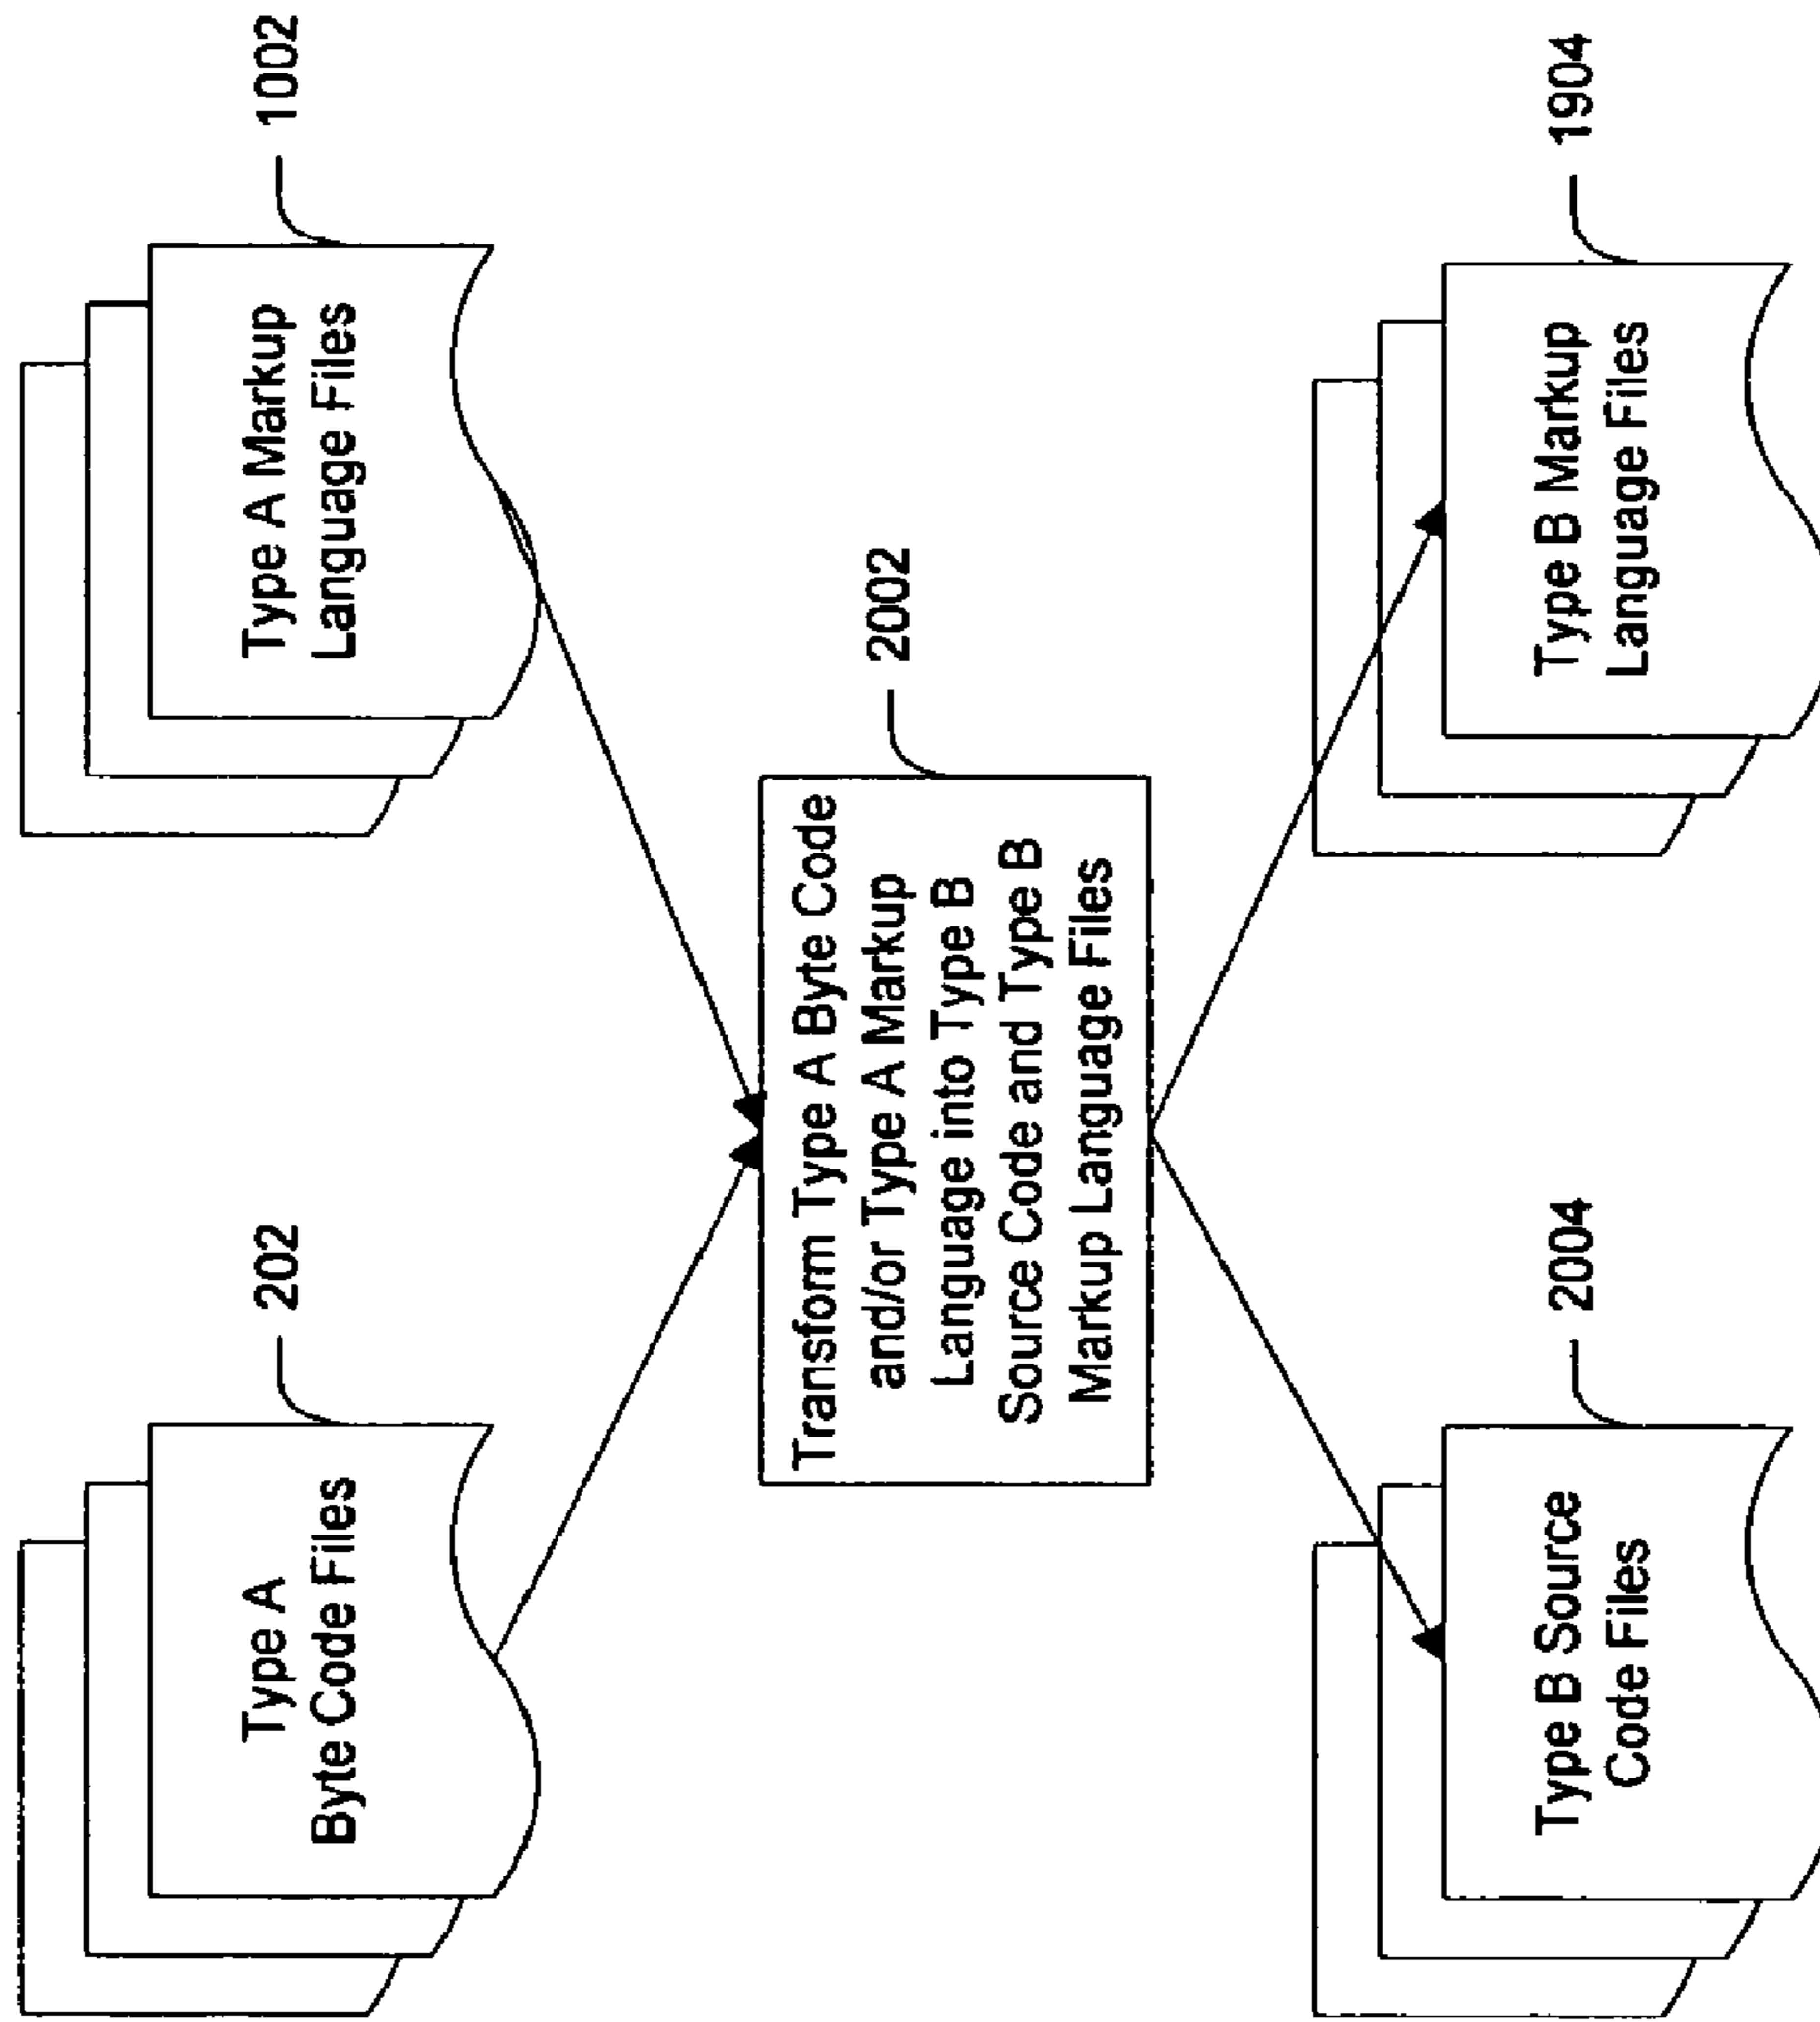 202
Type A
Byte Code Files
1002
Type A Markup
Language Files
2002
Transform Type A Byte Code
and/or Type A Markup
Language into Type B
Source Code and Type B
Markup Language Files
2004
Type B Source
Code Files
1904
Type B Markup
Language Files